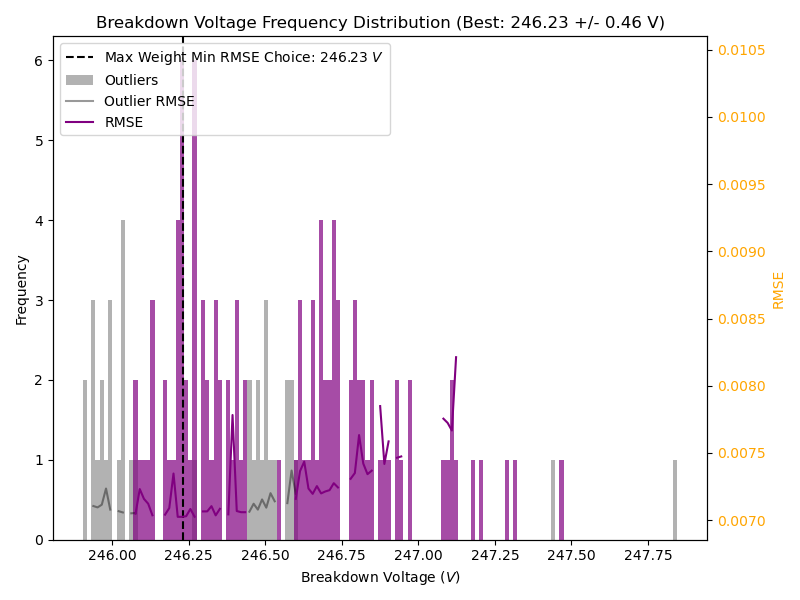 Breakdown Voltage Frequency Distribution (Best: 246.23 +/- 0.46 V)
Max Weight Min RMSE Choice: 246.23 V
Outliers
Outlier RMSE
RMSE
6
5
4
3
2
1
0
Frequency
0.0105
0.0100
0.0095
0.0090
0.0085
0.0080
0.0075
0.0070
RMSE
246.00 246.25 246.50 246.75 247.00 247.25 247.50 247.75
Breakdown Voltage (V)